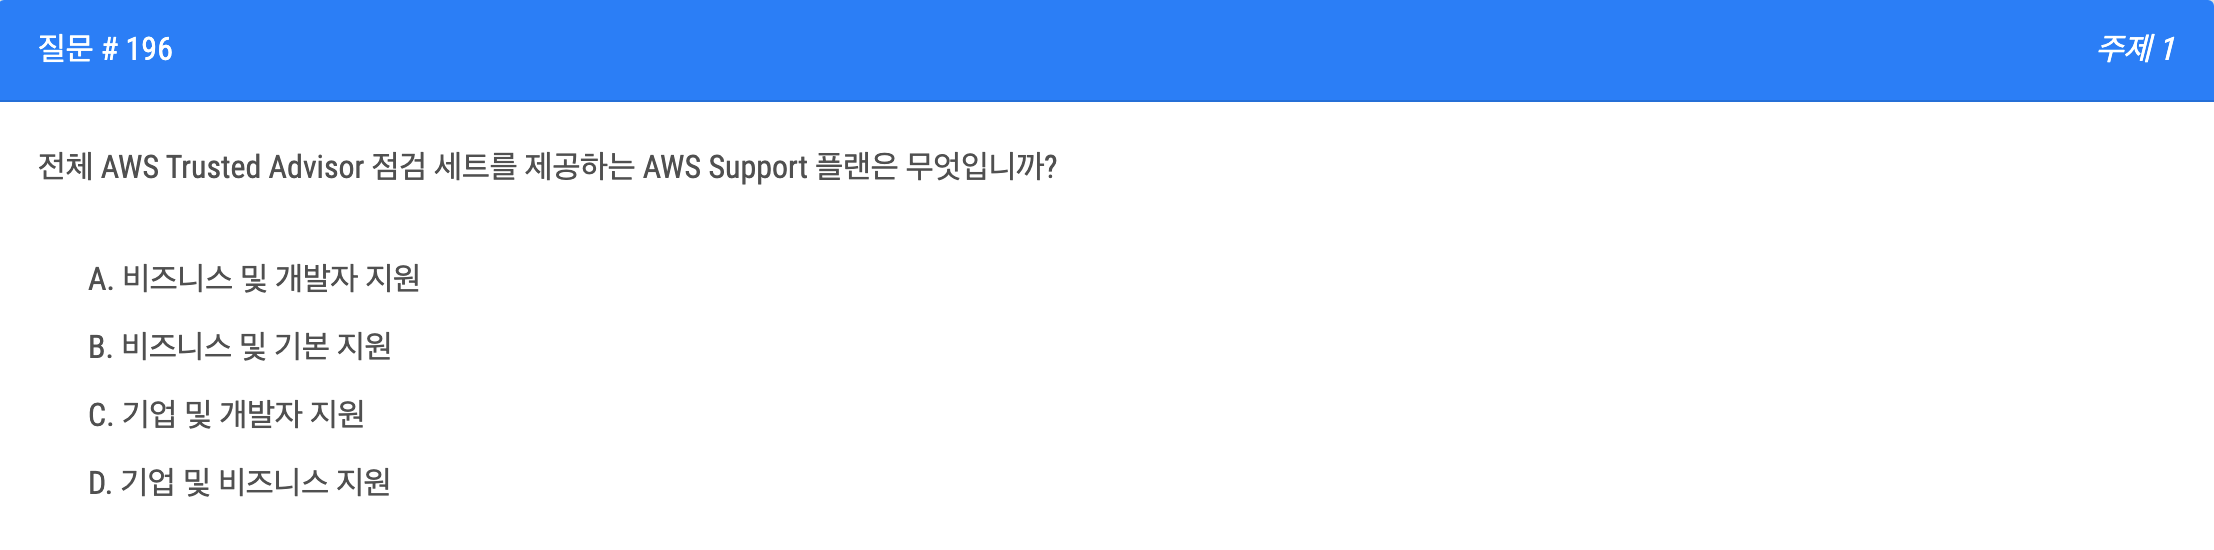 질문 # 196
주제 1
전체 AWS Trusted Advisor 점검 세트를 제공하는 AWS Support 플랜은 무엇입니까?
A. 비즈니스 및 개발자 지원
B. 비즈니스 및 기본 지원
C. 기업 및 개발자 지원
D. 기업 및 비즈니스 지원